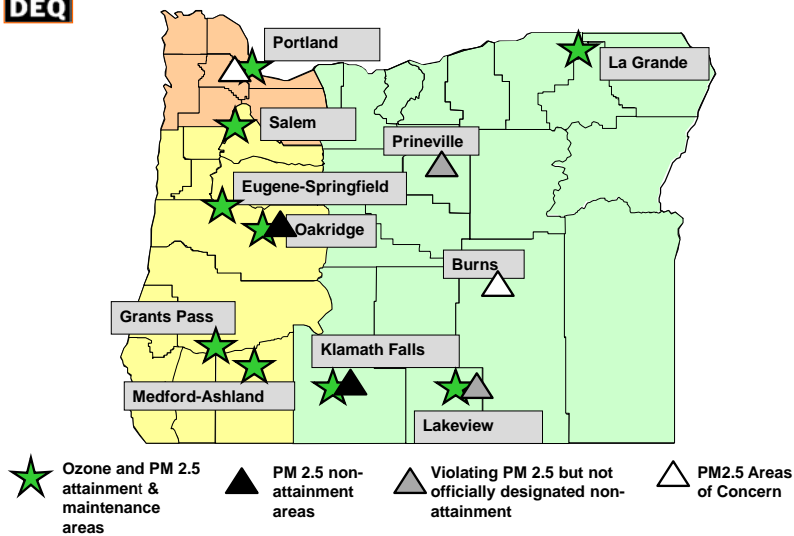 DEQ
Portland
La Grande
Salem
Prineville
Eugene-Springfield
Oakridge
Burns
Grants Pass
Klamath Falls
Medford-Ashland
Lakeview
Ozone and PM 2.5
attainment &
maintenance
areas
PM 2.5 non-
attainment
areas
Violating PM 2.5 but not
officially designated non-
attainment
PM2.5 Areas
of Concern